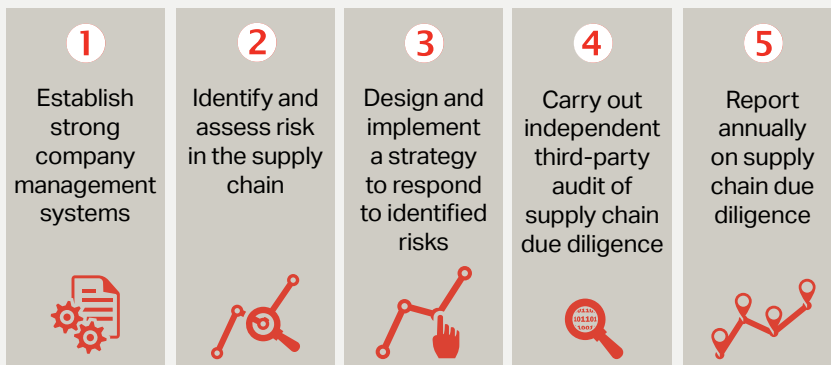 1
Establish
strong
company
management
systems
2
Identify and
assess risk
in the supply
chain
3
Design and
implement
a strategy
to respond
to identified
risks
4
Carry out
independent
third-party
audit of
supply chain
due diligence
101101
5
Report
annually
on supply
chain due
diligence